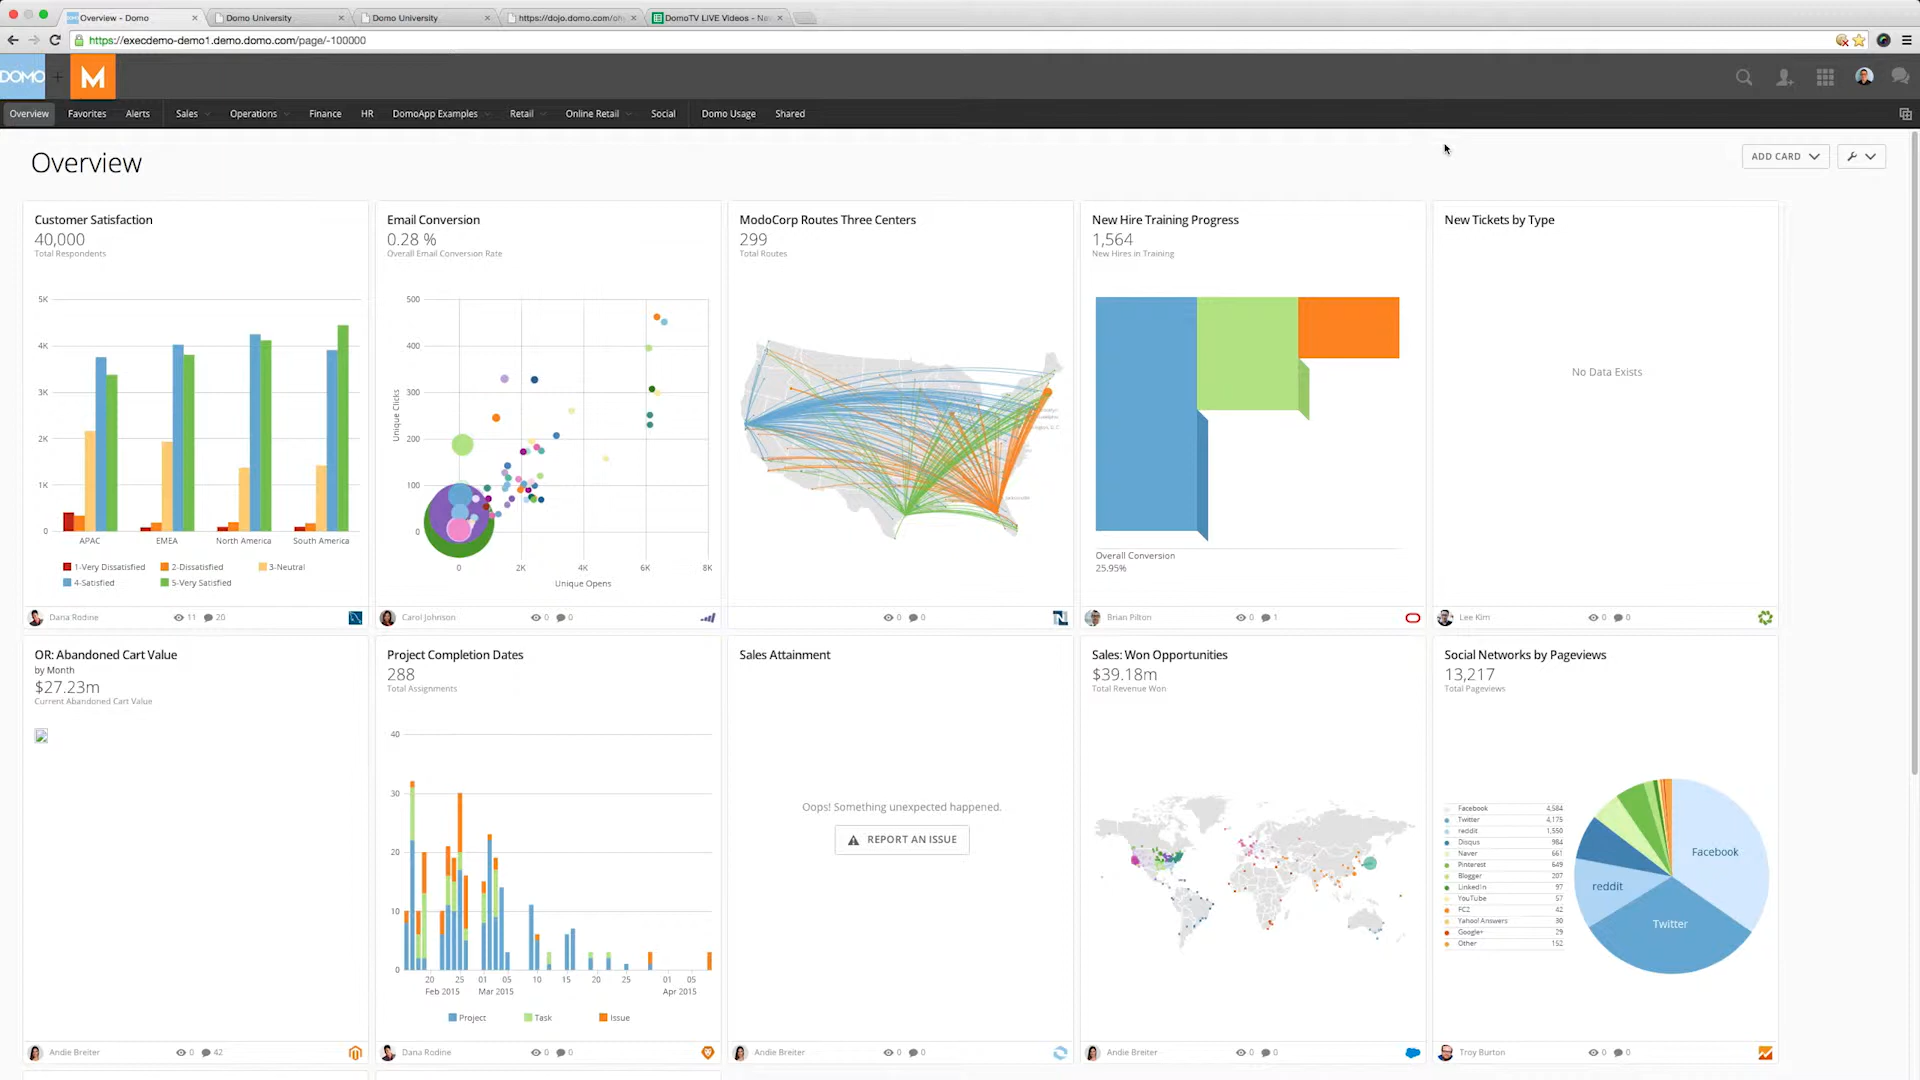 Overview - Domo
Domo University
Domo University
https://dojo.domo.com/
DomoTV LIVE Videos - Ne
https://execdemo-demo1.demo.domo.com/page/-100000
DOMO
M
Overview Favorites Alerts Sales Operations Finance HR DomoApp Examples Retail Online Retail Social Domo Usage Shared
Overview
ADD CARD
Customer Satisfaction
40,000
Total Respondents
5K
4K
3K
2K
1K
0
APAC EMEA North America South America
1-Very Dissatisfied 2-Dissatisfied 3-Neutral
4-Satisfied 5-Very Satisfied
Dana Rodine 11 20
Email Conversion
0.28 %
Overall Email Conversion Rate
500
400
300
200
100
0
Unique Clicks
0 2K 4K 6K 8K
Unique Opens
Carol Johnson 0 0
ModoCorp Routes Three Centers
299
Total Routes
0 0
N
New Hire Training Progress
1,564
New Hires in Training
Overall Conversion
25.95%
Brian Pilton 0 1
New Tickets by Type
No Data Exists
Lee Kim 0 0
OR: Abandoned Cart Value
by Month
$27.23m
Current Abandoned Cart Value
Andie Breiter 0 42
Project Completion Dates
288
Total Assignments
40
30
20
10
0
20 25 01 05 10 15 20 25 01 05
Feb 2015 Mar 2015 Apr 2015
Project Task Issue
Dana Rodine 0 0
Sales Attainment
Oops! Something unexpected happened.
REPORT AN ISSUE
Andie Breiter 0 0
Sales: Won Opportunities
$39.18m
Total Revenue Won
Andie Breiter 0 0
Social Networks by Pageviews
13,217
Total Pageviews
Facebook 4,584
Twitter 4,175
reddit 1,550
Disqus 984
Naver 661
Pinterest 649
Blogger 207
LinkedIn 97
YouTube 57
FC2 42
Yahoo! Answers 30
Google+ 29
Other 152
Facebook
reddit
Twitter
Troy Burton 0 0